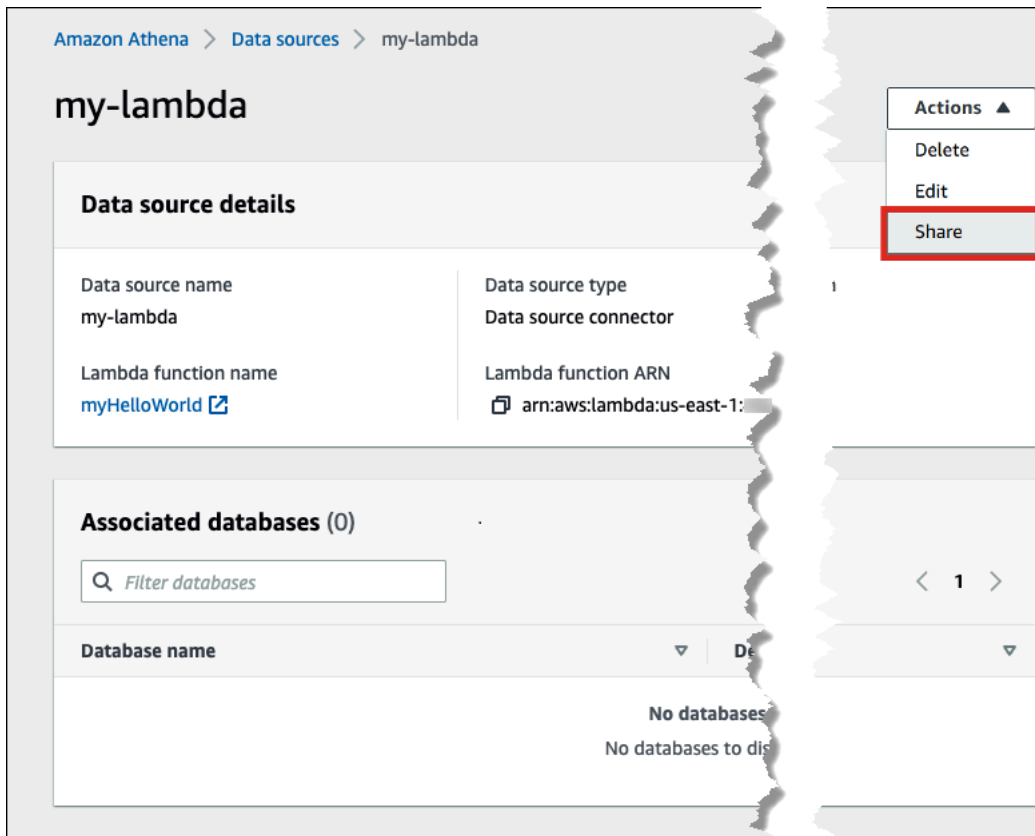 Amazon Athena > Data sources > my-lambda
my-lambda
Actions
Delete
Edit
Share
Data source details
Data source name
my-lambda
Data source type
Data source connector
Lambda function name
myHelloWorld
Lambda function ARN
arn:aws:lambda:us-east-1:
Associated databases (0)
Filter databases
< 1 >
Database name
No databases
No databases to